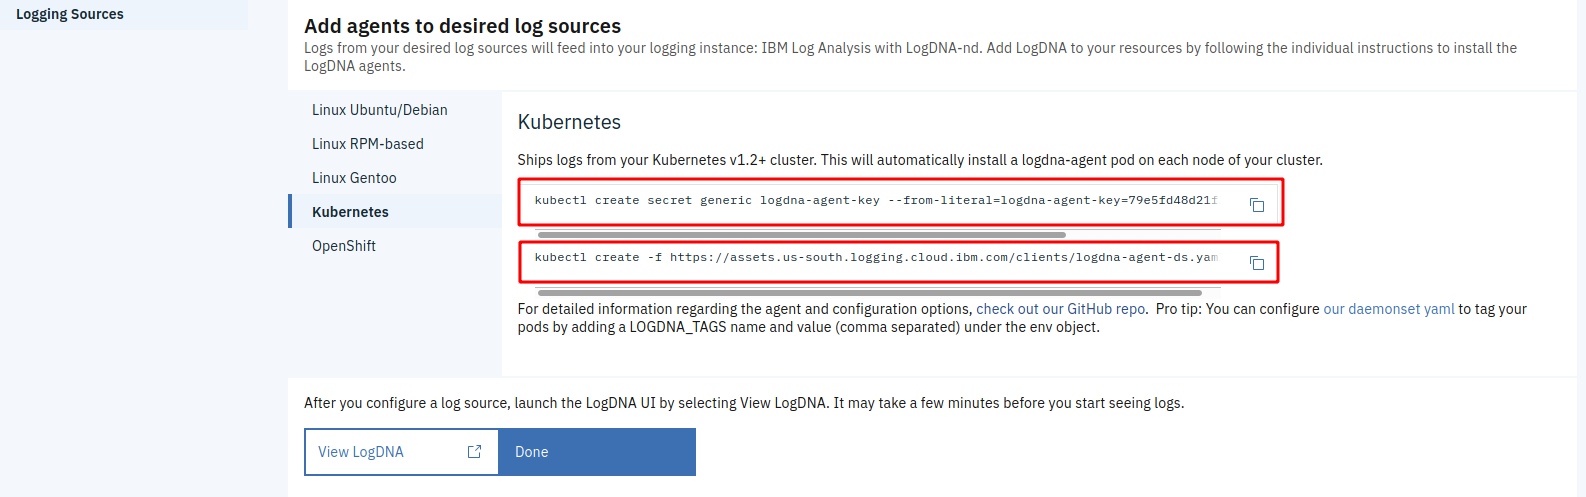 Logging Sources
Add agents to desired log sources
Logs from your desired log sources will feed into your logging instance: IBM Log Analysis with LogDNA-nd. Add LogDNA to your resources by following the individual instructions to install the
LogDNA agents.
Linux Ubuntu/Debian
Linux RPM-based
Linux Gentoo
Kubernetes
OpenShift
Kubernetes
Ships logs from your Kubernetes v1.2+ cluster. This will automatically install a logdna-agent pod on each node of your cluster.
kubectl create secret generic logdna-agent-key --from-literal=logdna-agent-key=79e5fd48d21f
kubectl create -f https://assets.us-south.logging.cloud.ibm.com/clients/logdna-agent-ds.yam
For detailed information regarding the agent and configuration options, check out our GitHub repo. Pro tip: You can configure our daemonset yaml to tag your
pods by adding a LOGDNA_TAGS name and value (comma separated) under the env object.
After you configure a log source, launch the LogDNA UI by selecting View LogDNA. It may take a few minutes before you start seeing logs.
View LogDNA
Done